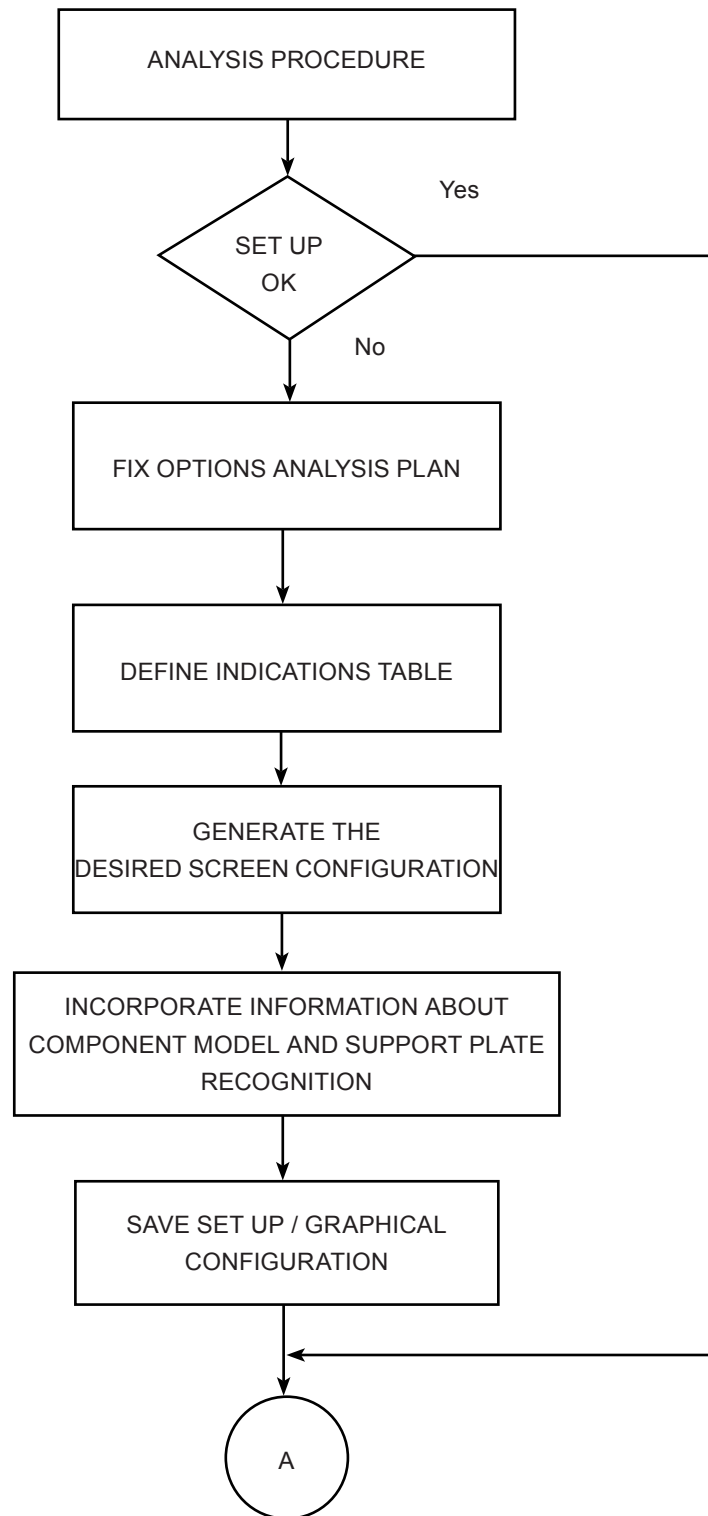 ANALYSIS PROCEDURE
Yes
SET UP
OK
No
FIX OPTIONS ANALYSIS PLAN
DEFINE INDICATIONS TABLE
GENERATE THE
DESIRED SCREEN CONFIGURATION
INCORPORATE INFORMATION ABOUT
COMPONENT MODEL AND SUPPORT PLATE
RECOGNITION
SAVE SET UP / GRAPHICAL
CONFIGURATION
A